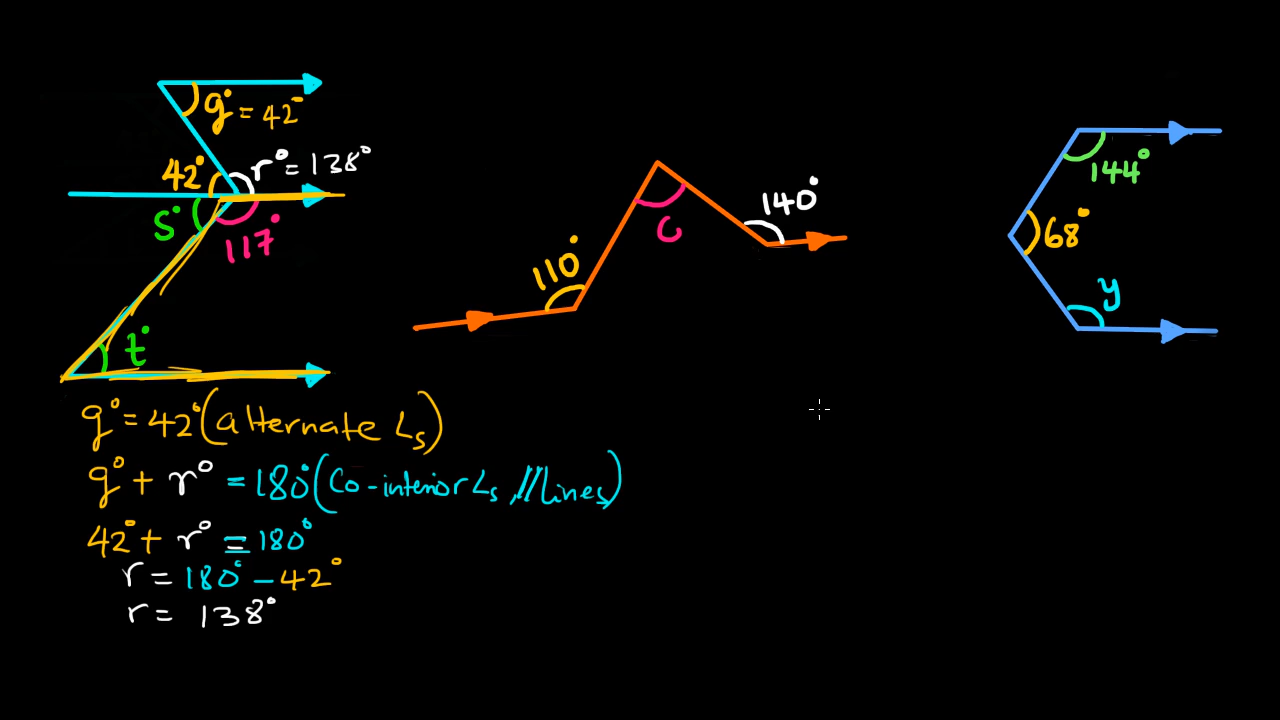 g° = 42°
42°
r° = 138°
s°
117°
t°
110°
c
140°
144°
68°
y
g° = 42° (alternate ∠s)
g° + r° = 180° (Co-interior ∠s, // lines)
42° + r° = 180°
r = 180° - 42°
r = 138°